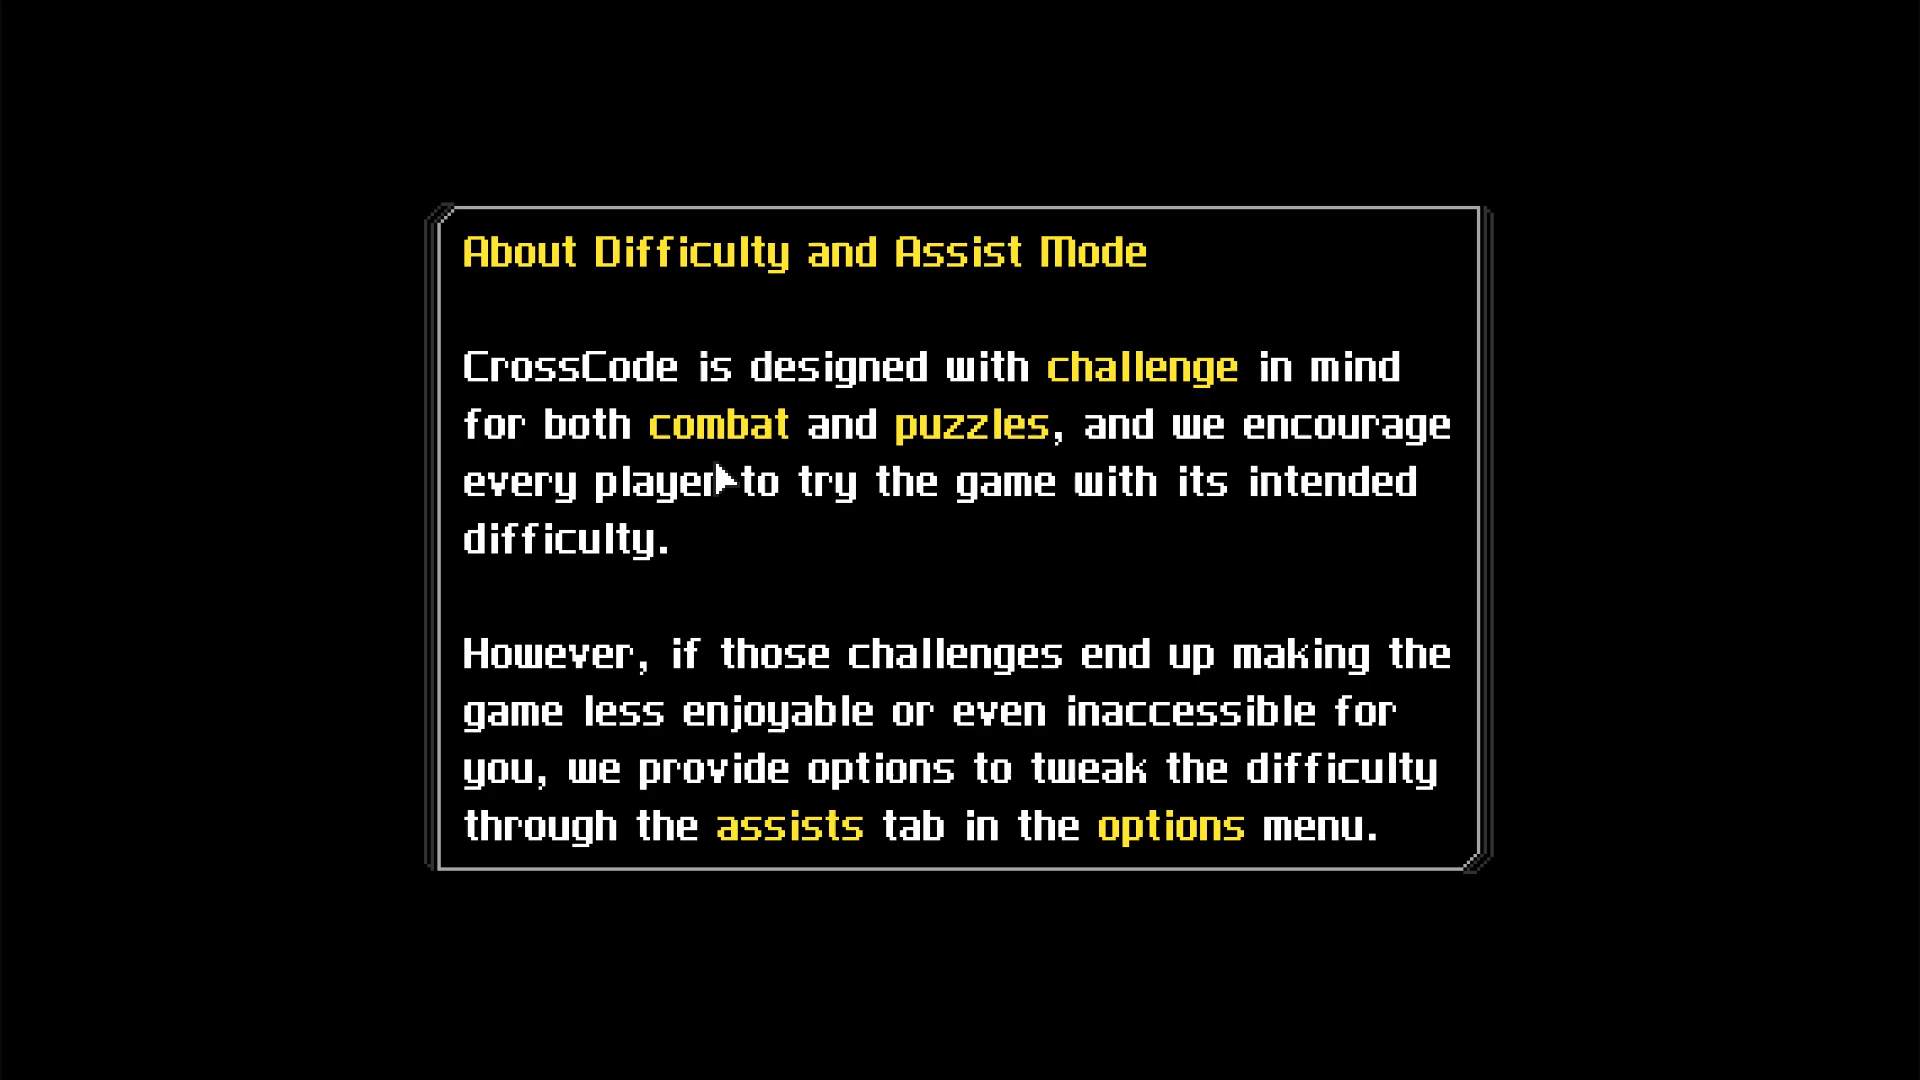 About Difficulty and Assist Mode
CrossCode is designed with challenge in mind
for both combat and puzzles, and we encourage
every player to try the game with its intended
difficulty.
However, if those challenges end up making the
game less enjoyable or even inaccessible for
you, we provide options to tweak the difficulty
through the assists tab in the options menu.